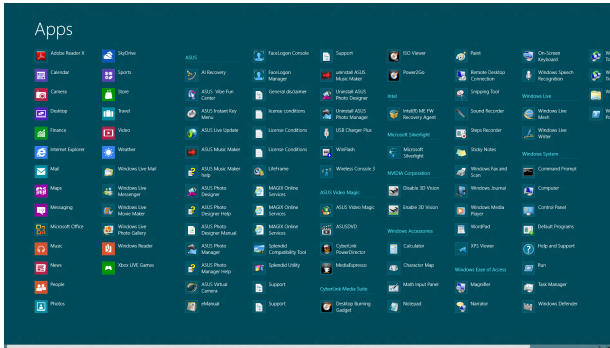 Apps
Adobe Reader X
Calendar
Camera
Desktop
Finance
Internet Explorer
Mail
Maps
Messaging
Microsoft Office
Music
News
People
Photos
SkyDrive
Sports
Store
Travel
Video
Weather
Windows Live Mail
Windows Live
Messenger
Windows Live
Movie Maker
Windows Live
Photo Gallery
Windows Reader
Xbox LIVE Games
ASUS
AI Recovery
ASUS Vibe Fun
Center
ASUS Instant Key
Menu
ASUS Live Update
ASUS Music Maker
ASUS Music Maker
help
ASUS Photo
Designer
ASUS Photo
Designer Help
ASUS Photo
Designer Manual
ASUS Photo
Manager
ASUS Photo
Manager Help
ASUS Virtual
Camera
eManual
FaceLogon Console
FaceLogon
Manager
General disclaimer
license conditions
License Conditions
License Conditions
LifeFrame
MAGIX Online
Services
MAGIX Online
Services
MAGIX Online
Services
Splendid
Compatibility Tool
Splendid Utility
Support
Support
Support
uninstall ASUS
Music Maker
Uninstall ASUS
Photo Designer
Uninstall ASUS
Photo Manager
USB Charger Plus
WinFlash
Wireless Console 3
ASUS Video Magic
ASUS Video Magic
ASUSDVD
CyberLink
PowerDirector
MediaEspresso
CyberLink Media Suite
Desktop Burning
Gadget
ISO Viewer
Power2Go
Intel
Intel(R) ME FW
Recovery Agent
Microsoft Silverlight
Microsoft
Silverlight
NVIDIA Corporation
Disable 3D Vision
Disable 3D Vision
Windows Accessories
Calculator
Character Map
Math Input Panel
Notepad
Paint
Remote Desktop
Connection
Snipping Tool
Sound Recorder
Steps Recorder
Sticky Notes
Windows Fax and
Scan
Windows Journal
Windows Media
Player
WordPad
XPS Viewer
Windows Ease of Access
Magnifier
Narrator
On-Screen
Keyboard
Windows Speech
Recognition
Windows Live
Windows Live
Mesh
Windows Live
Writer
Windows System
Command Prompt
Computer
Control Panel
Default Programs
Help and Support
Run
Task Manager
Windows Defender